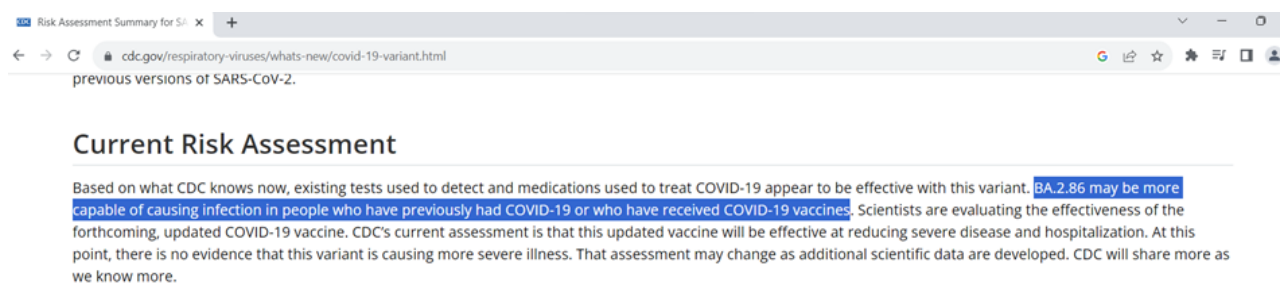 Risk Assessment Summary for SA
cdc.gov/respiratory-viruses/whats-new/covid-19-variant.html
previous versions of SARS-CoV-2.
Current Risk Assessment
Based on what CDC knows now, existing tests used to detect and medications used to treat COVID-19 appear to be effective with this variant. BA.2.86 may be more
capable of causing infection in people who have previously had COVID-19 or who have received COVID-19 vaccines. Scientists are evaluating the effectiveness of the
forthcoming, updated COVID-19 vaccine. CDC's current assessment is that this updated vaccine will be effective at reducing severe disease and hospitalization. At this
point, there is no evidence that this variant is causing more severe illness. That assessment may change as additional scientific data are developed. CDC will share more as
we know more.